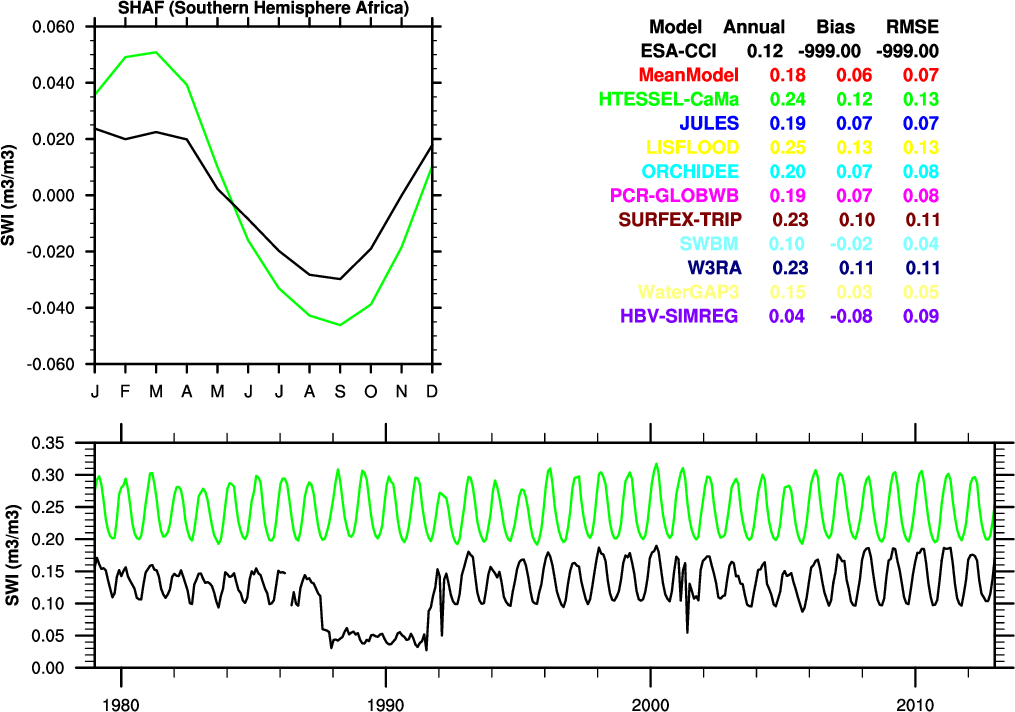 SHAF (Southern Hemisphere Africa)
0.060
0.040
0.020
0.000
-0.020
-0.040
-0.060
SWI (m3/m3)
J F M A M J J A S O N D
Model Annual Bias RMSE
ESA-CCI 0.12 -999.00 -999.00
MeanModel 0.18 0.06 0.07
HTESSEL-CaMa 0.24 0.12 0.13
JULES 0.19 0.07 0.07
LISFLOOD 0.25 0.13 0.13
ORCHIDEE 0.20 0.07 0.08
PCR-GLOBWB 0.19 0.07 0.08
SURFEX-TRIP 0.23 0.10 0.11
SWBM 0.10 -0.02 0.04
W3RA 0.23 0.11 0.11
WaterGAP3 0.15 0.03 0.05
HBV-SIMREG 0.04 -0.08 0.09
0.35
0.30
0.25
0.20
0.15
0.10
0.05
0.00
SWI (m3/m3)
1980 1990 2000 2010